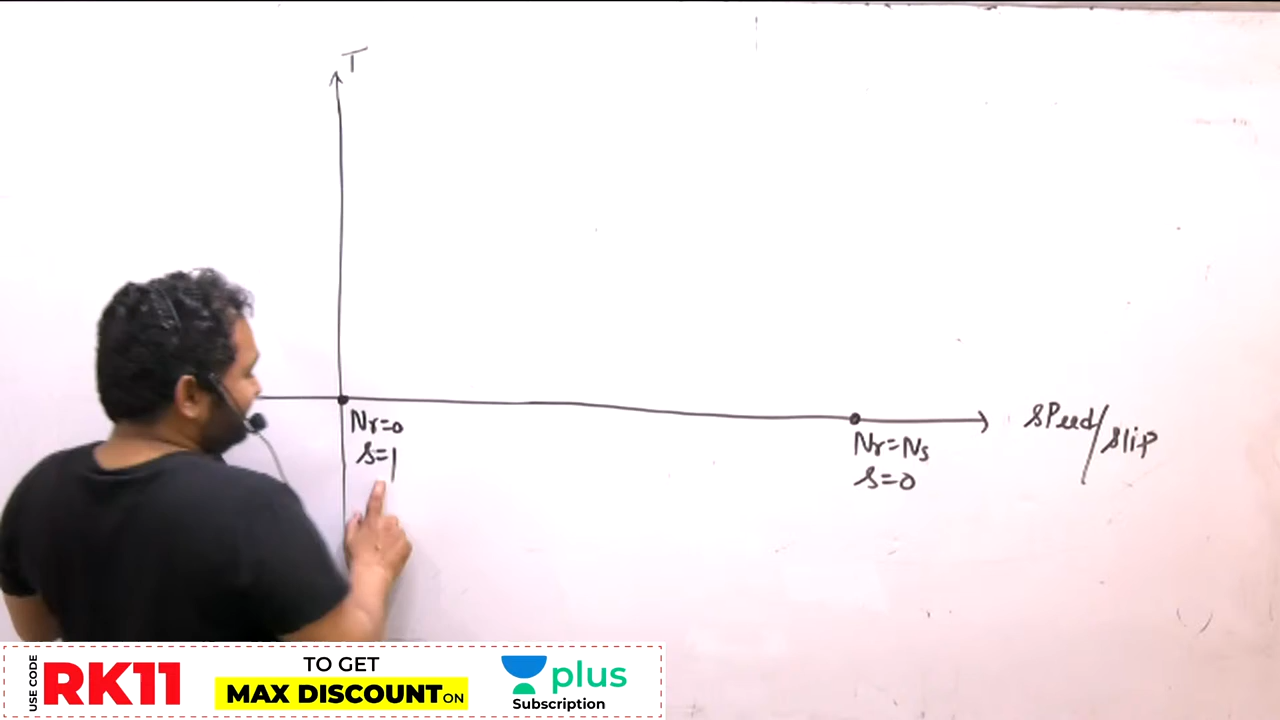 T
Nr=0
s=1
Nr=Ns
s=0
speed/slip
USE CODE
RK11
TO GET
MAX DISCOUNT ON
plus
Subscription